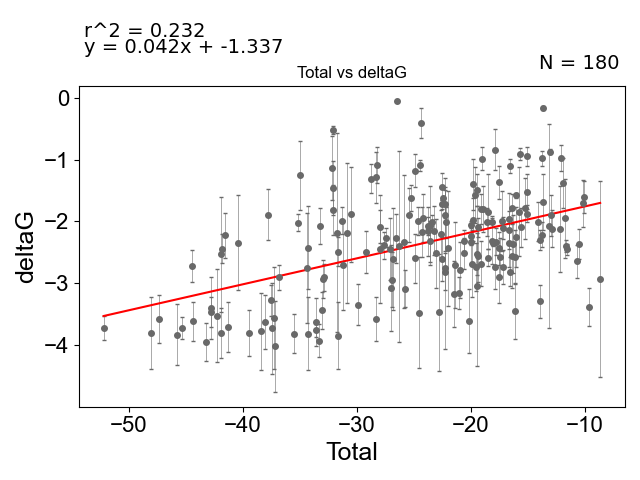 r^2 = 0.232
y = 0.042x + -1.337
N = 180
Total vs deltaG
0
−1
−2
−3
−4
deltaG
−50 −40 −30 −20 −10
Total